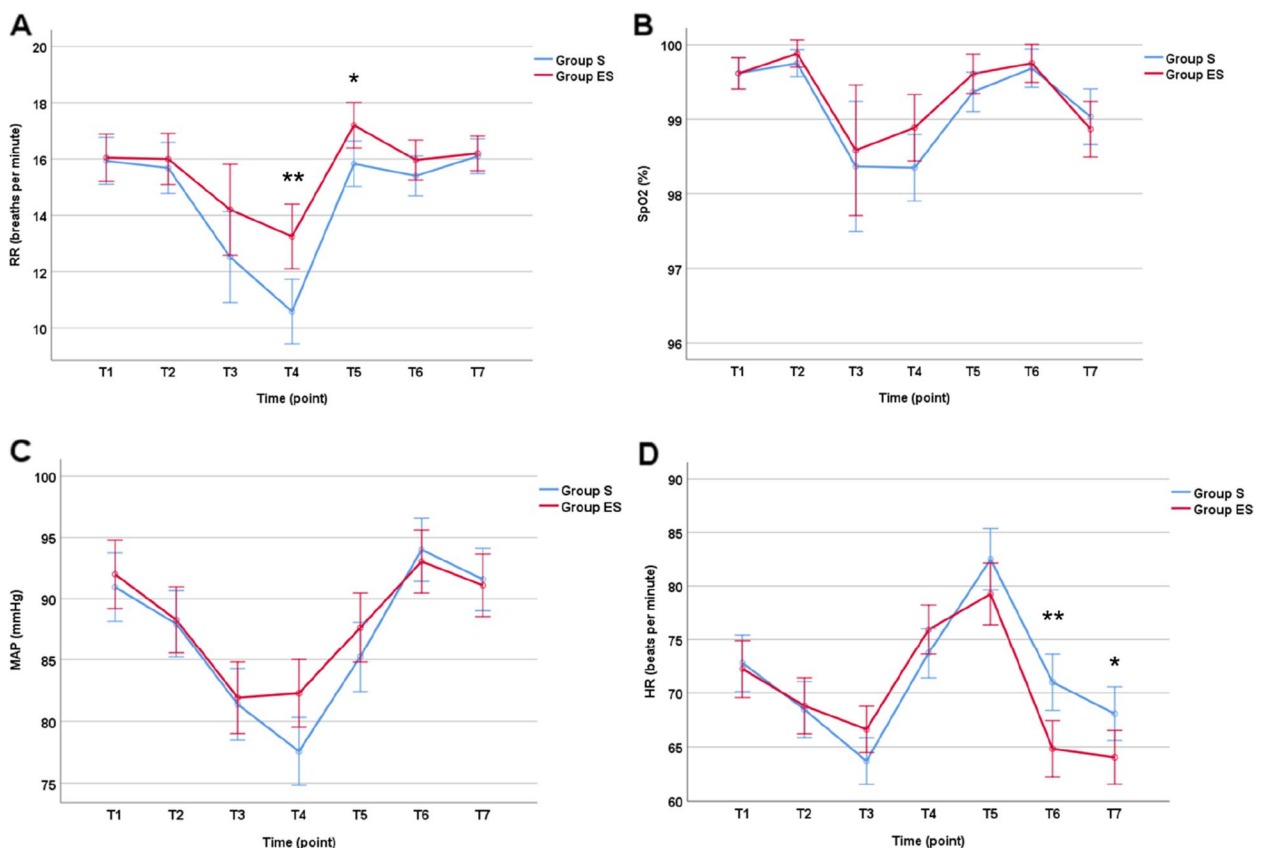 A
RR (breaths per minute)
20
18
16
14
12
10
*
**
Group S
Group ES
T1 T2 T3 T4 T5 T6 T7
Time (point)
B
SpO2 (%)
100
99
98
97
96
Group S
Group ES
T1 T2 T3 T4 T5 T6 T7
Time (point)
C
MAP (mmHg)
100
95
90
85
80
75
Group S
Group ES
T1 T2 T3 T4 T5 T6 T7
Time (point)
D
HR (beats per minute)
90
85
80
75
70
65
60
**
*
Group S
Group ES
T1 T2 T3 T4 T5 T6 T7
Time (point)